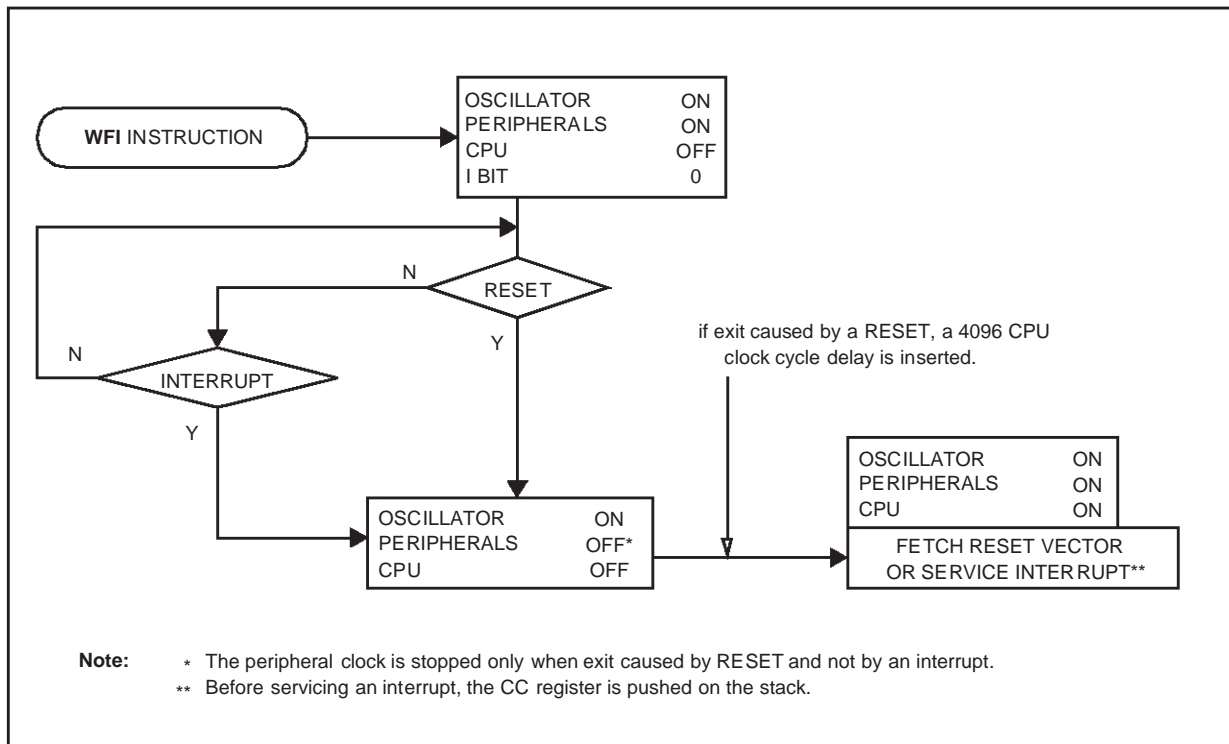 WFI INSTRUCTION
OSCILLATOR ON
PERIPHERALS ON
CPU OFF
I BIT 0
N
RESET
Y
N
INTERRUPT
Y
if exit caused by a RESET, a 4096 CPU
clock cycle delay is inserted.
OSCILLATOR ON
PERIPHERALS OFF*
CPU OFF
OSCILLATOR ON
PERIPHERALS ON
CPU ON
FETCH RESET VECTOR
OR SERVICE INTERRUPT**
Note: * The peripheral clock is stopped only when exit caused by RESET and not by an interrupt.
** Before servicing an interrupt, the CC register is pushed on the stack.